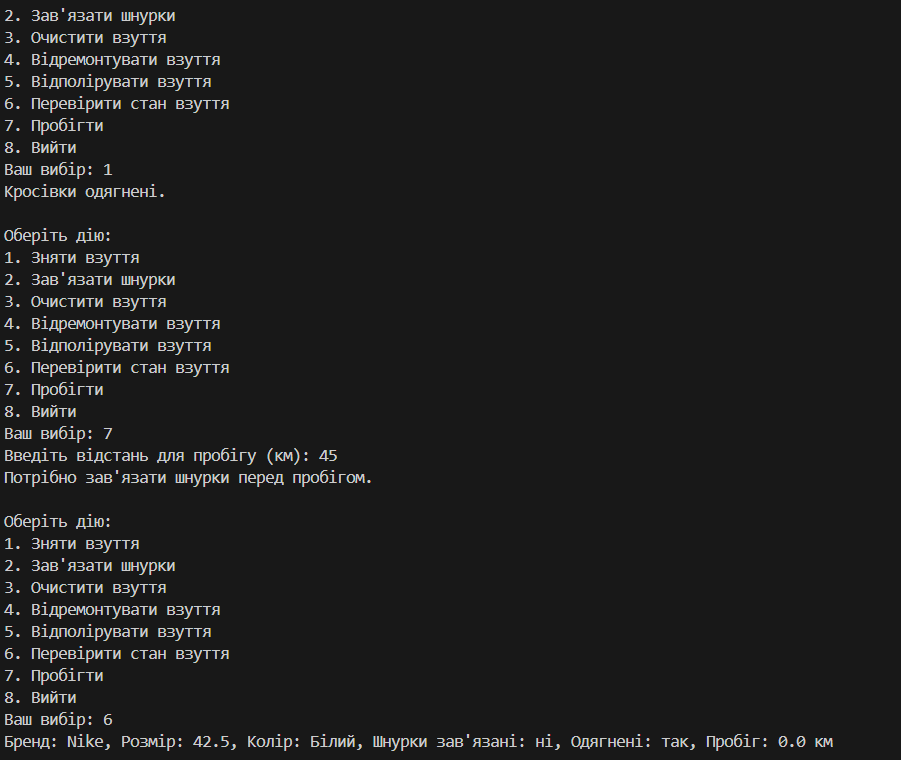 2. Зав'язати шнурки
3. Очистити взуття
4. Відремонтувати взуття
5. Відполірувати взуття
6. Перевірити стан взуття
7. Пробігти
8. Вийти
Ваш вибір: 1
Кросівки одягнені.
Оберіть дію:
1. Зняти взуття
2. Зав'язати шнурки
3. Очистити взуття
4. Відремонтувати взуття
5. Відполірувати взуття
6. Перевірити стан взуття
7. Пробігти
8. Вийти
Ваш вибір: 7
Введіть відстань для пробігу (км): 45
Потрібно зав'язати шнурки перед пробігом.
Оберіть дію:
1. Зняти взуття
2. Зав'язати шнурки
3. Очистити взуття
4. Відремонтувати взуття
5. Відполірувати взуття
6. Перевірити стан взуття
7. Пробігти
8. Вийти
Ваш вибір: 6
Бренд: Nike, Розмір: 42.5, Колір: Білий, Шнурки зав'язані: ні, Одягнені: так, Пробіг: 0.0 км